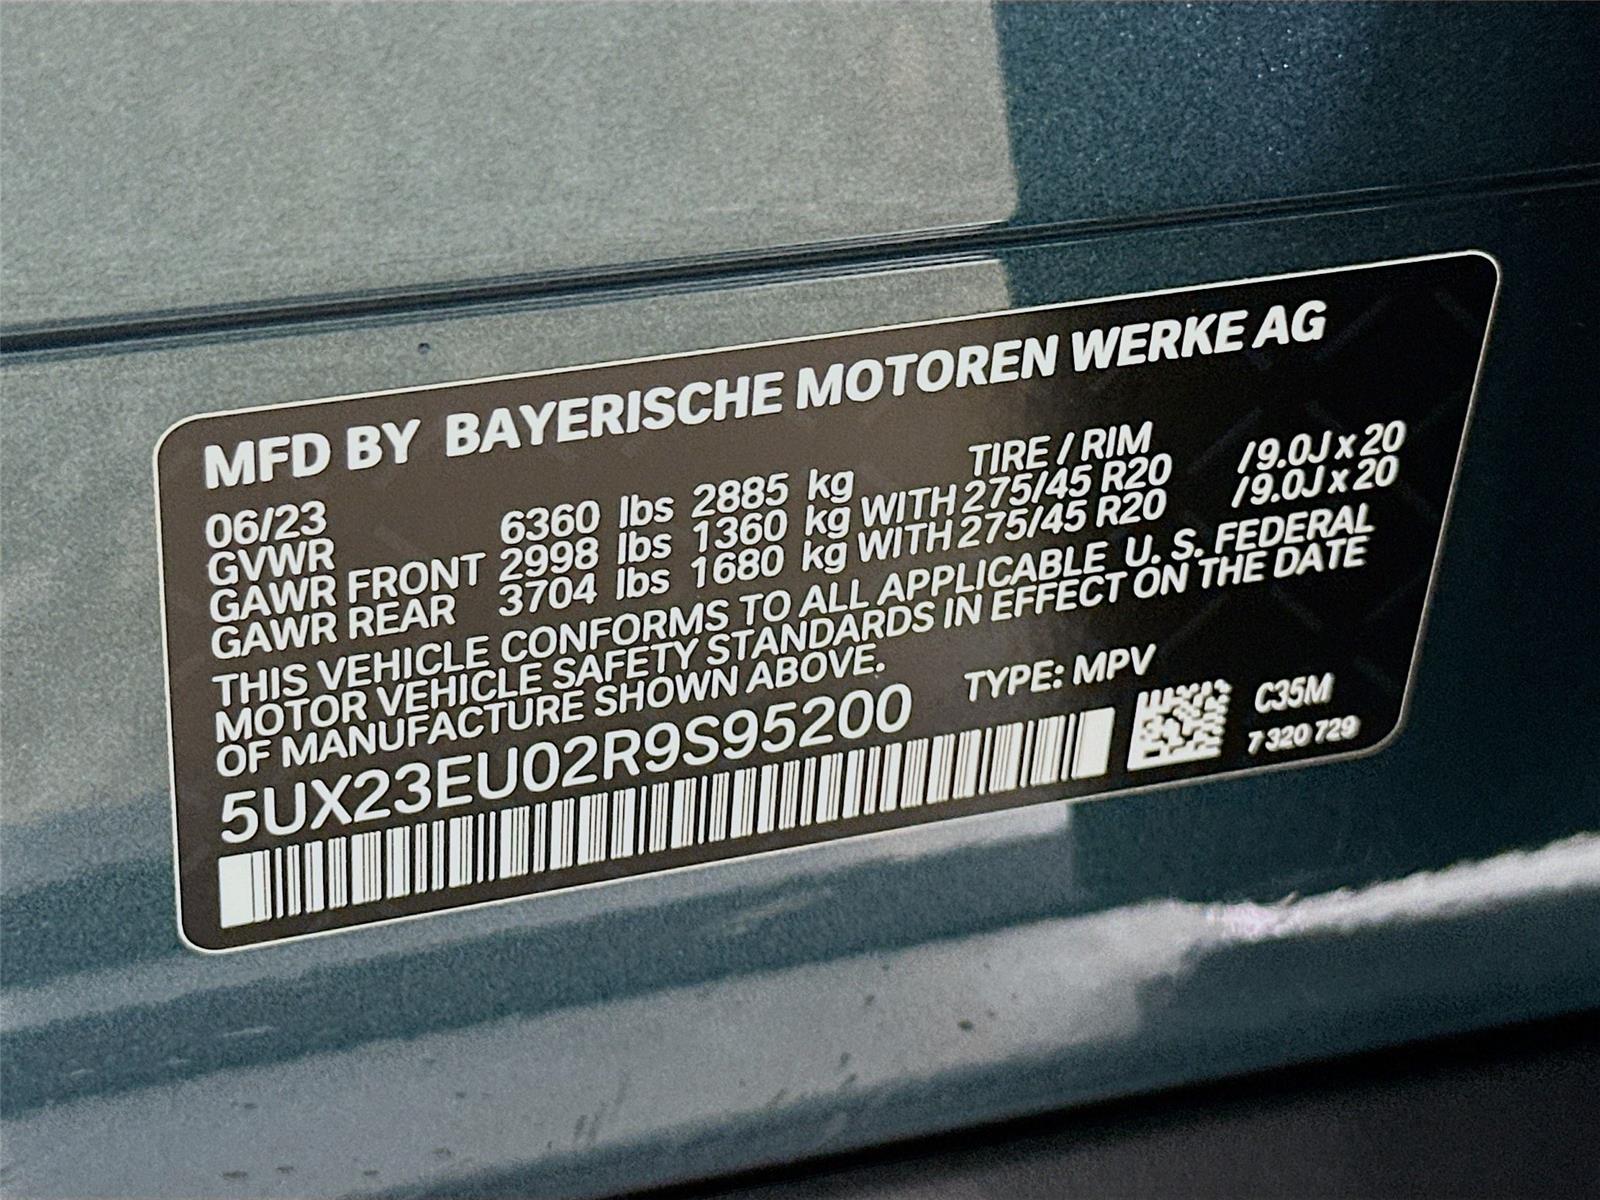 MFD BY BAYERISCHE MOTOREN WERKE AG
06/23 TIRE / RIM
GVWR 6360 lbs 2885 kg
GAWR FRONT 2998 lbs 1360 kg WITH 275/45 R20 / 9.0J x 20
GAWR REAR 3704 lbs 1680 kg WITH 275/45 R20 / 9.0J x 20
THIS VEHICLE CONFORMS TO ALL APPLICABLE U. S. FEDERAL
MOTOR VEHICLE SAFETY STANDARDS IN EFFECT ON THE DATE
OF MANUFACTURE SHOWN ABOVE.
5UX23EU02R9S95200 TYPE: MPV
C35M
7 320 729